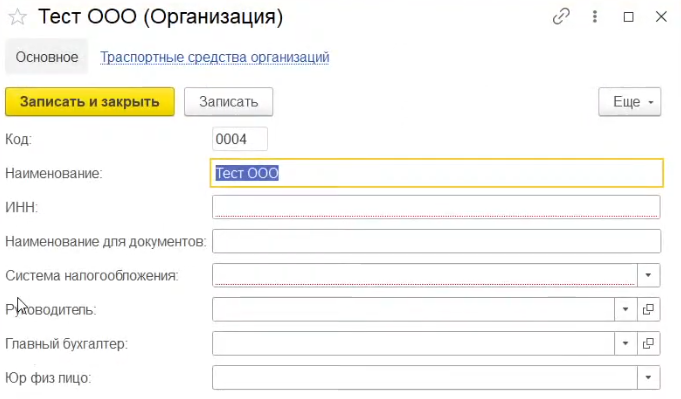 Тест ООО (Организация)
Основное Траспортные средства организаций
Записать и закрыть Записать Еще
Код: 0004
Наименование: Тест ООО
ИНН:
Наименование для документов:
Система налогообложения:
Руководитель:
Главный бухгалтер:
Юр физ лицо: